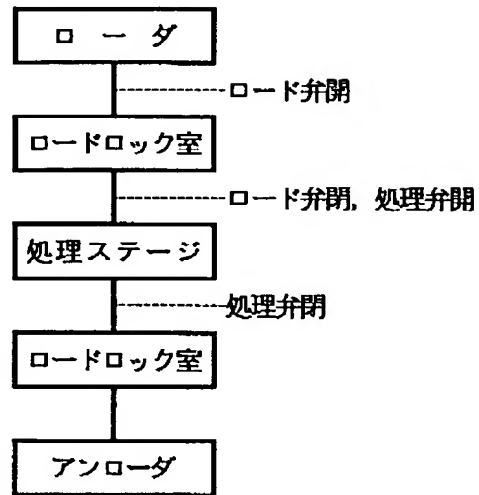 ローダ
ロード弁開
ロードロック室
ロード弁閉, 処理弁開
処理ステージ
処理弁閉
ロードロック室
アンローダ